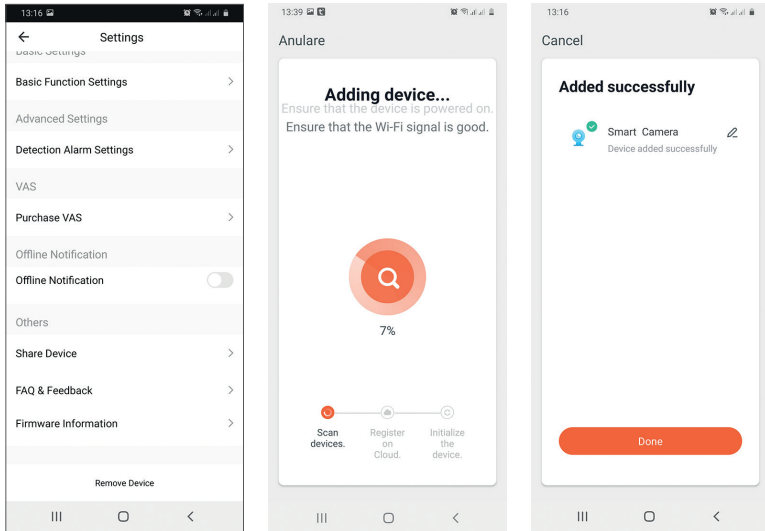 13:16
Settings
Basic Settings
Basic Function Settings
Advanced Settings
Detection Alarm Settings
VAS
Purchase VAS
Offline Notification
Offline Notification
Others
Share Device
FAQ & Feedback
Firmware Information
Remove Device
13:39
Anulare
Adding device...
Ensure that the device is powered on.
Ensure that the Wi-Fi signal is good.
7%
Scan
devices.
Register
on
Cloud.
Initialize
the
device.
13:16
Cancel
Added successfully
Smart Camera
Device added successfully
Done